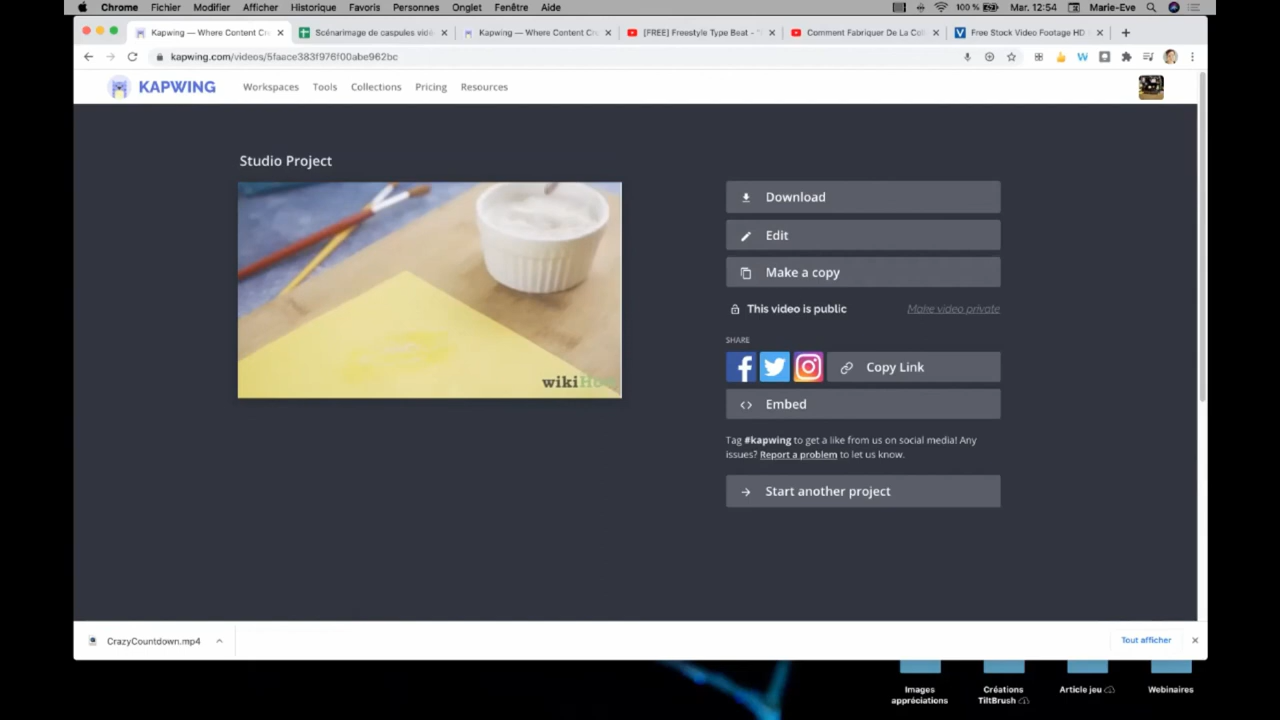 Chrome Fichier Modifier Afficher Historique Favoris Personnes Onglet Fenêtre Aide 100 % Mar. 12:54 Marie-Eve
Kapwing — Where Content Cr Scénarimage de caspules vidé Kapwing — Where Content Cr [FREE] Freestyle Type Beat - Comment Fabriquer De La Col Free Stock Video Footage HD
kapwing.com/videos/5faace383f976f00abe962bc
KAPWING Workspaces Tools Collections Pricing Resources
Studio Project
wikiHow
Download
Edit
Make a copy
This video is public Make video private
SHARE
Copy Link
Embed
Tag #kapwing to get a like from us on social media! Any
issues? Report a problem to let us know.
Start another project
CrazyCountdown.mp4 Tout afficher
Images
appréciations
Créations
TiltBrush
Article jeu
Webinaires